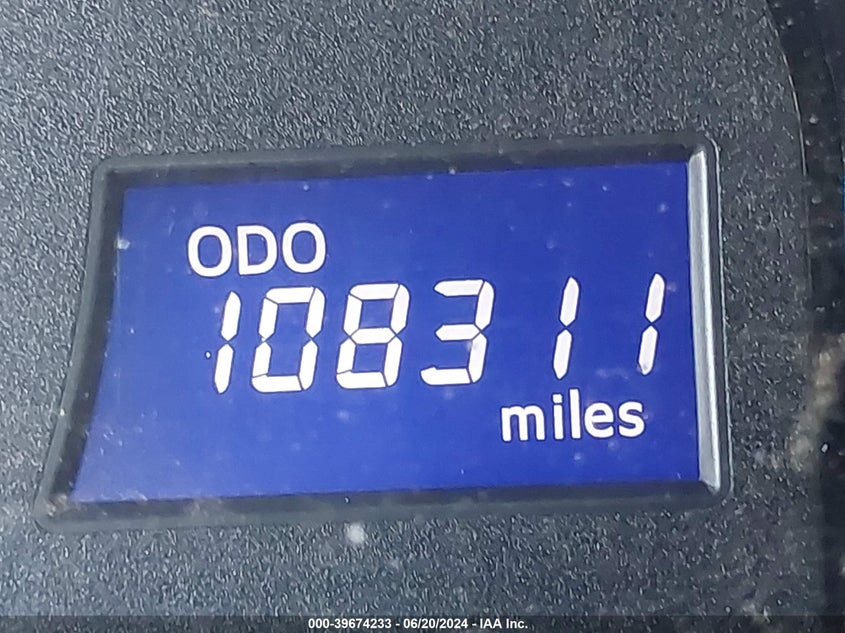 ODO
108311
miles
000-39674233 - 06/20/2024 - IAA Inc.